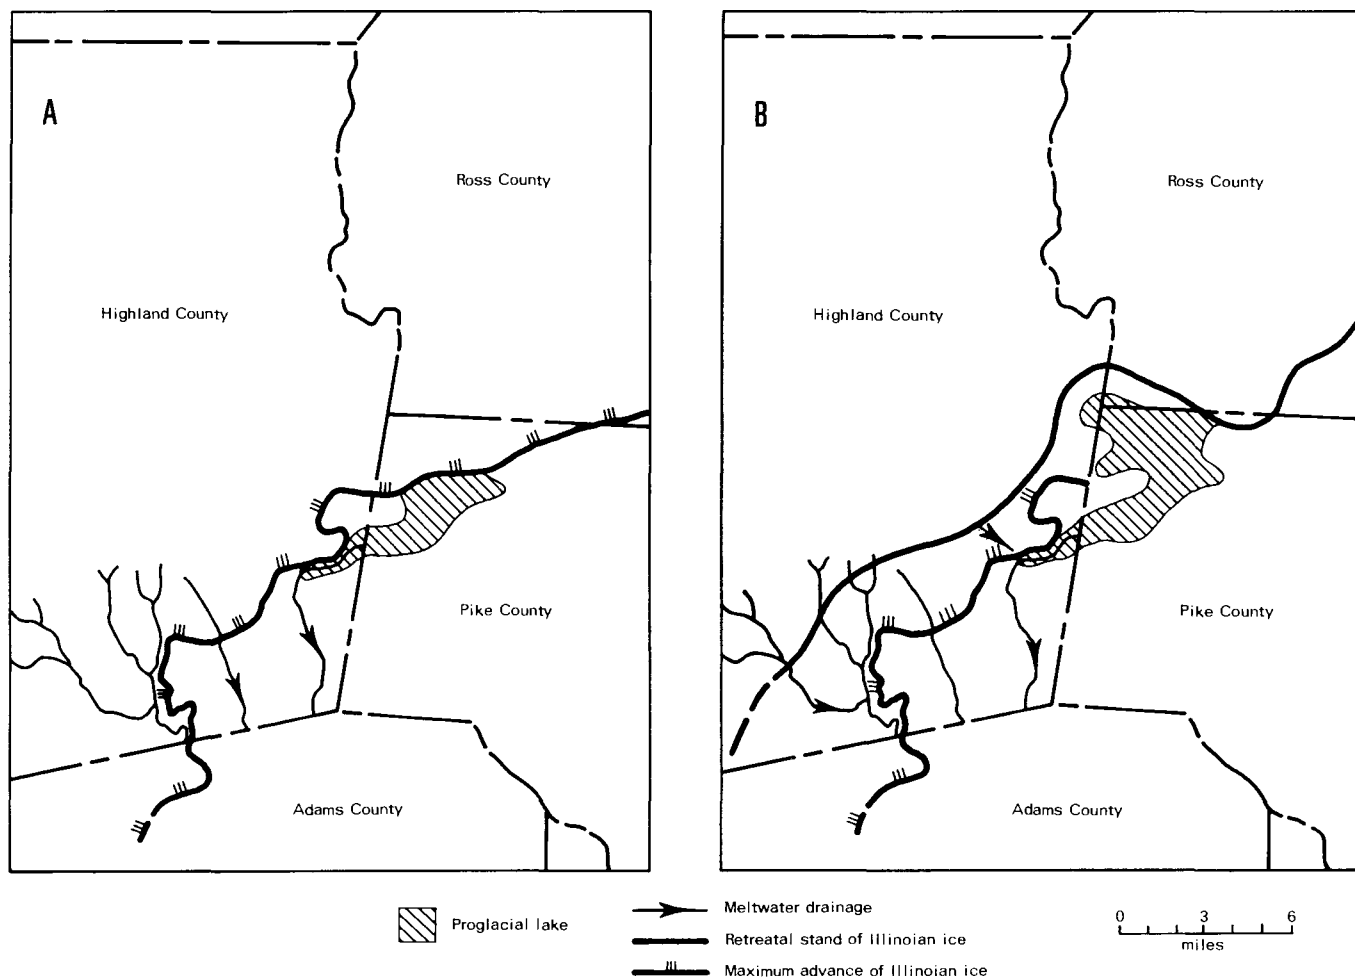 A
Ross County
Highland County
Pike County
Adams County
B
Ross County
Highland County
Pike County
Adams County
Proglacial lake
Meltwater drainage
Retreatal stand of Illinoian ice
Maximum advance of Illinoian ice
0 3 6
miles